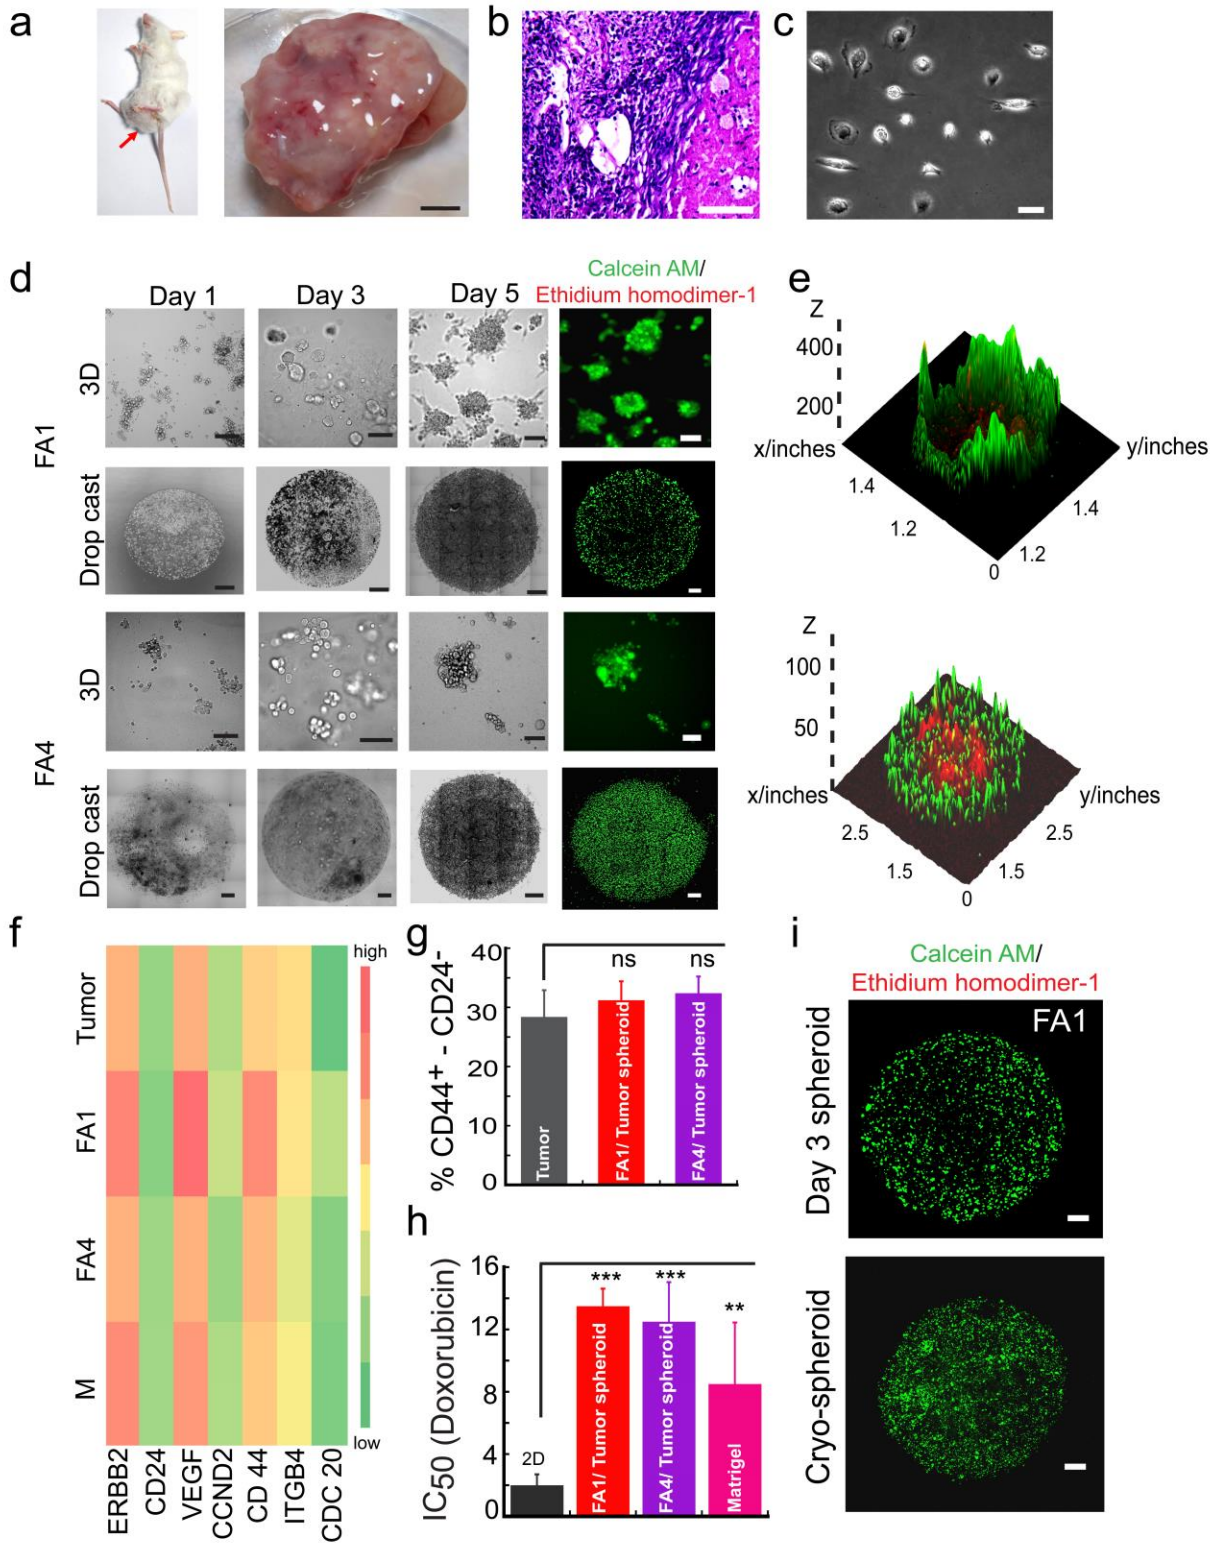 a
b
c
d
Day 1
Day 3
Day 5
Calcein AM/
Ethidium homodimer-1
FA1
3D
Drop cast
FA4
3D
Drop cast
e
Z
400
200
x/inches
y/inches
1.4
1.2
0
1.2
1.4
Z
100
50
x/inches
y/inches
2.5
1.5
0
1.5
2.5
f
Tumor
FA1
FA4
M
high
low
ERBB2
CD24
VEGF
CCND2
CD 44
ITGB4
CDC 20
g
% CD44+ - CD24-
40
30
20
10
0
ns
ns
Tumor
FA1/ Tumor spheroid
FA4/ Tumor spheroid
h
IC50 (Doxorubicin)
16
12
8
4
2
0
2D
***
***
**
FA1/ Tumor spheroid
FA4/ Tumor spheroid
Matrigel
i
Calcein AM/
Ethidium homodimer-1
Day 3 spheroid
FA1
Cryo-spheroid